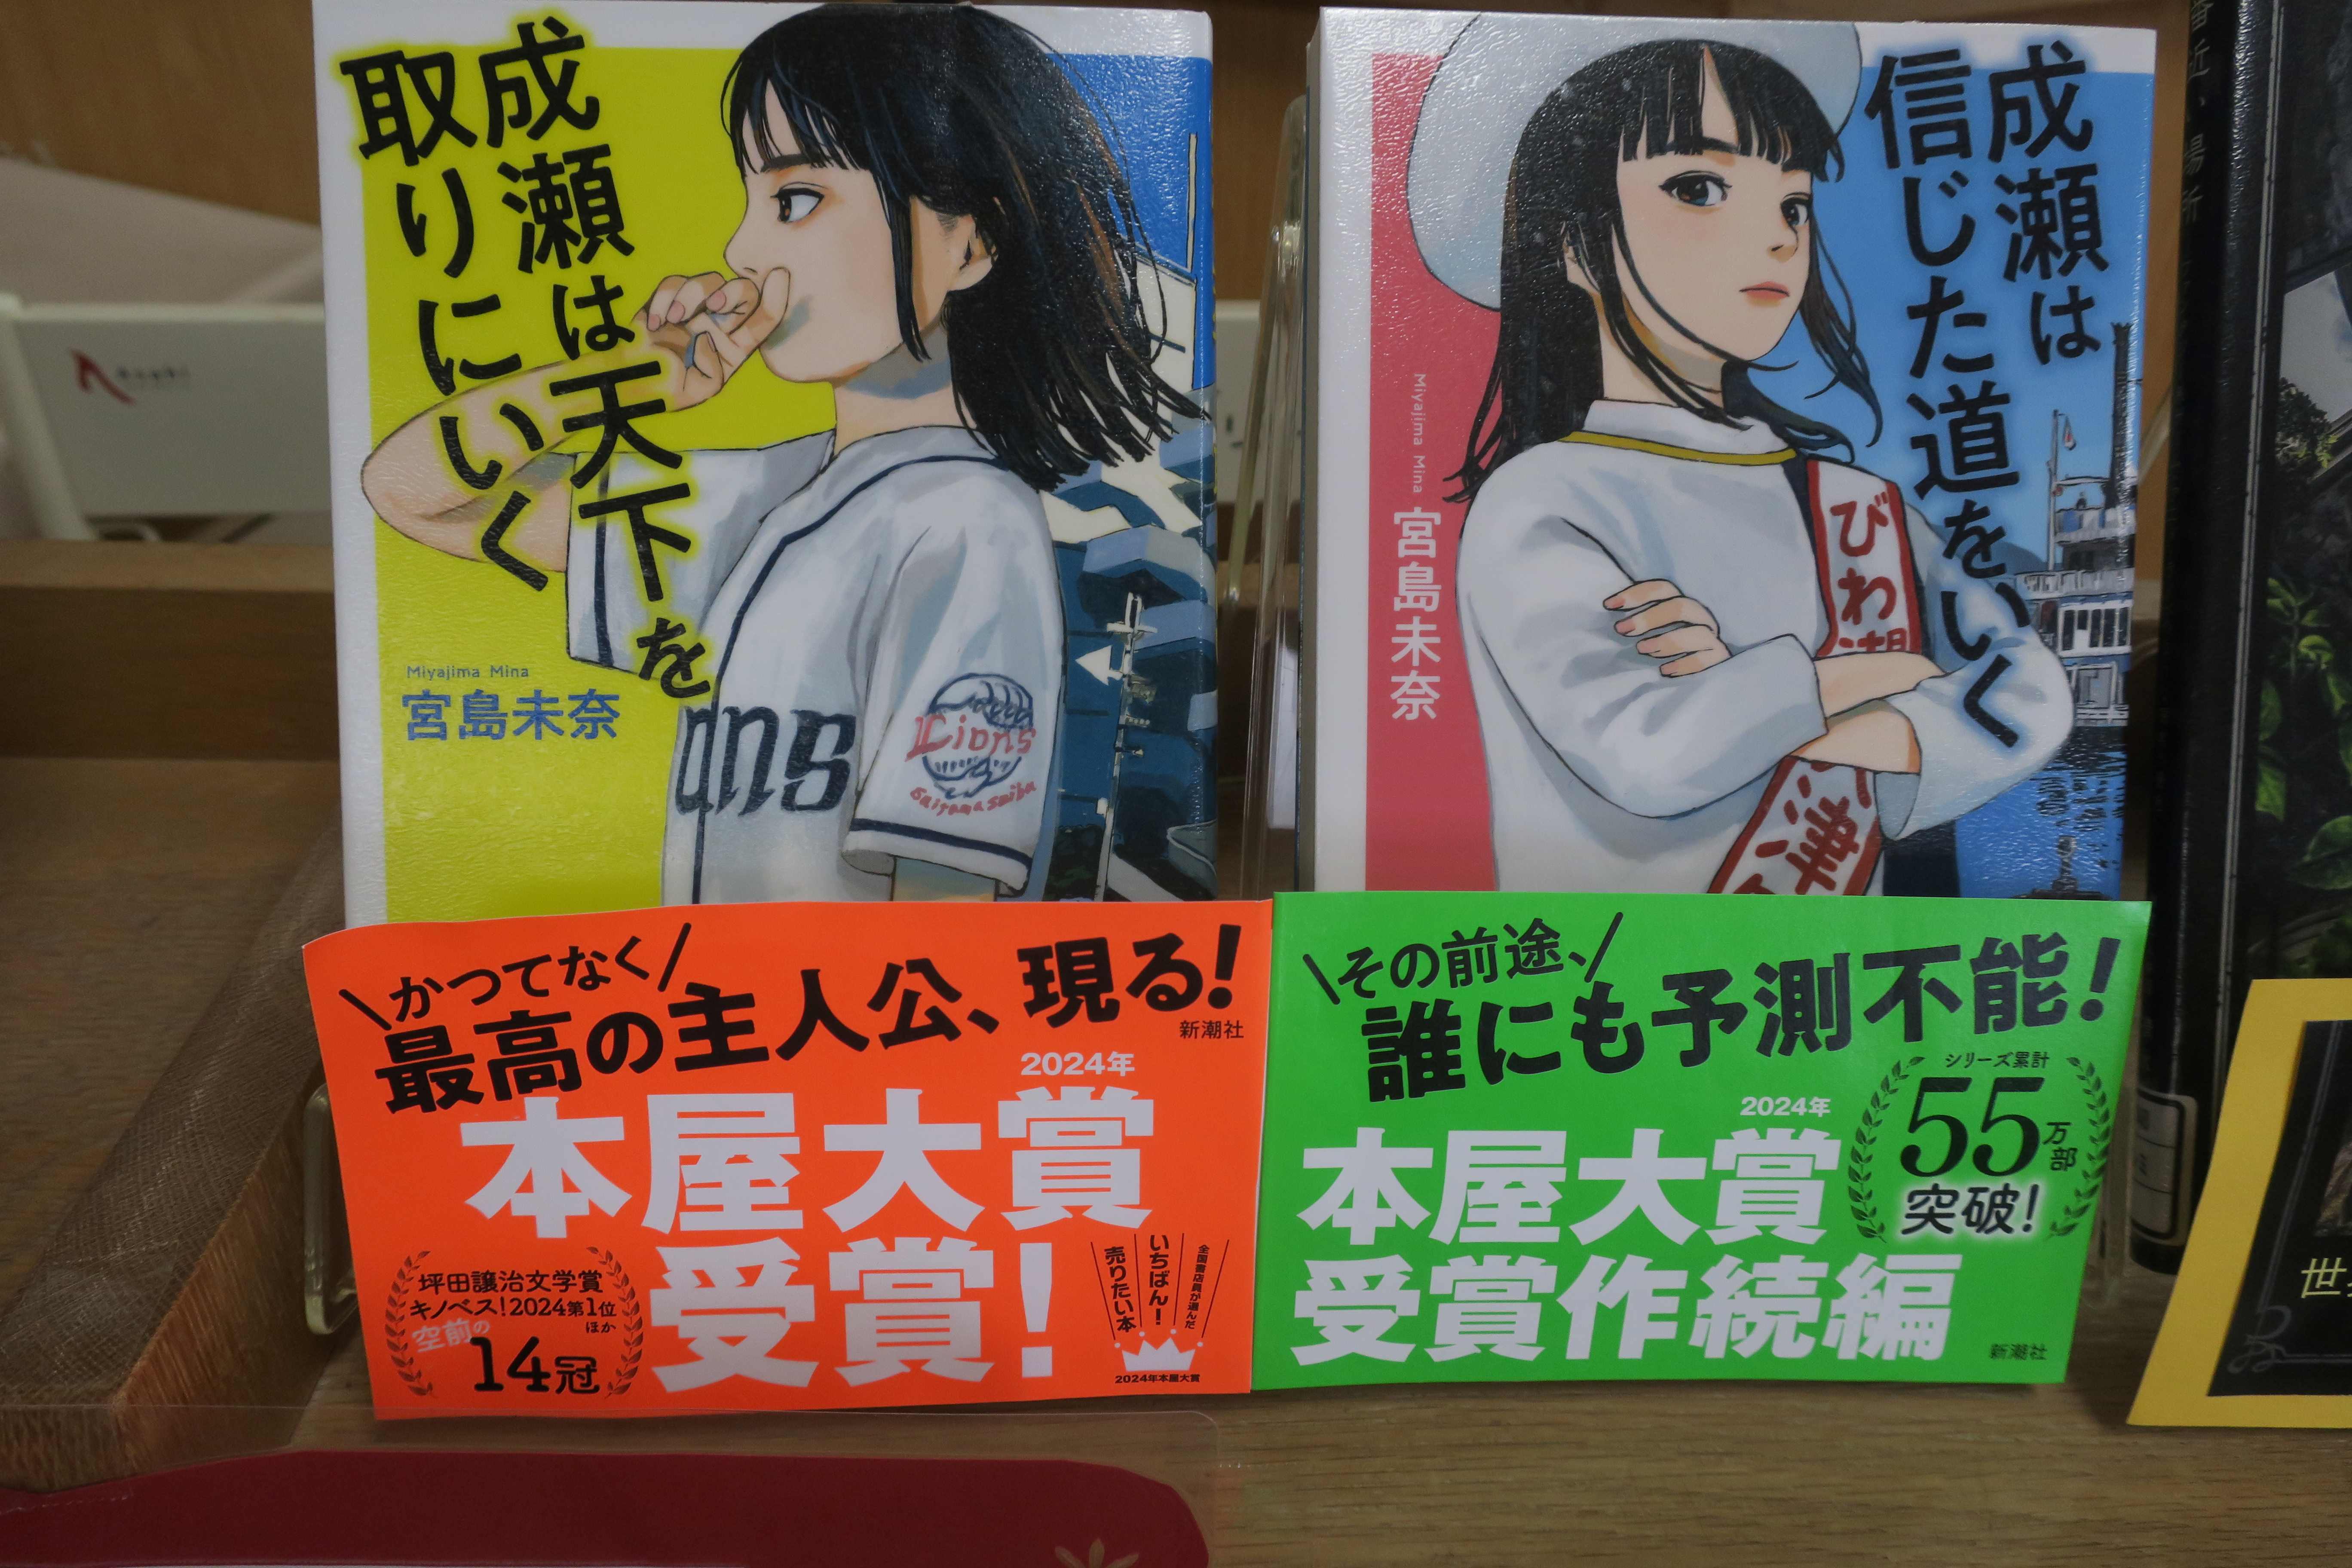 成瀬は天下を
取りにいく
Miyajima Mina
宮島未奈
ans
Lions
Saitama Seibu
\かつてなく/
最高の主人公、現る!
新潮社
2024年
本屋大賞
受賞!
坪田譲治文学賞
キノベス!2024第1位
ほか
空前の
14冠
全国書店員が選んだ
いちばん!
売りたい本
2024年本屋大賞
成瀬は
信じた道をいく
Miyajima Mina
宮島未奈
びわ湖
津
\その前途、/
誰にも予測不能!
シリーズ累計
55万部
突破!
2024年
本屋大賞
受賞作続編
新潮社